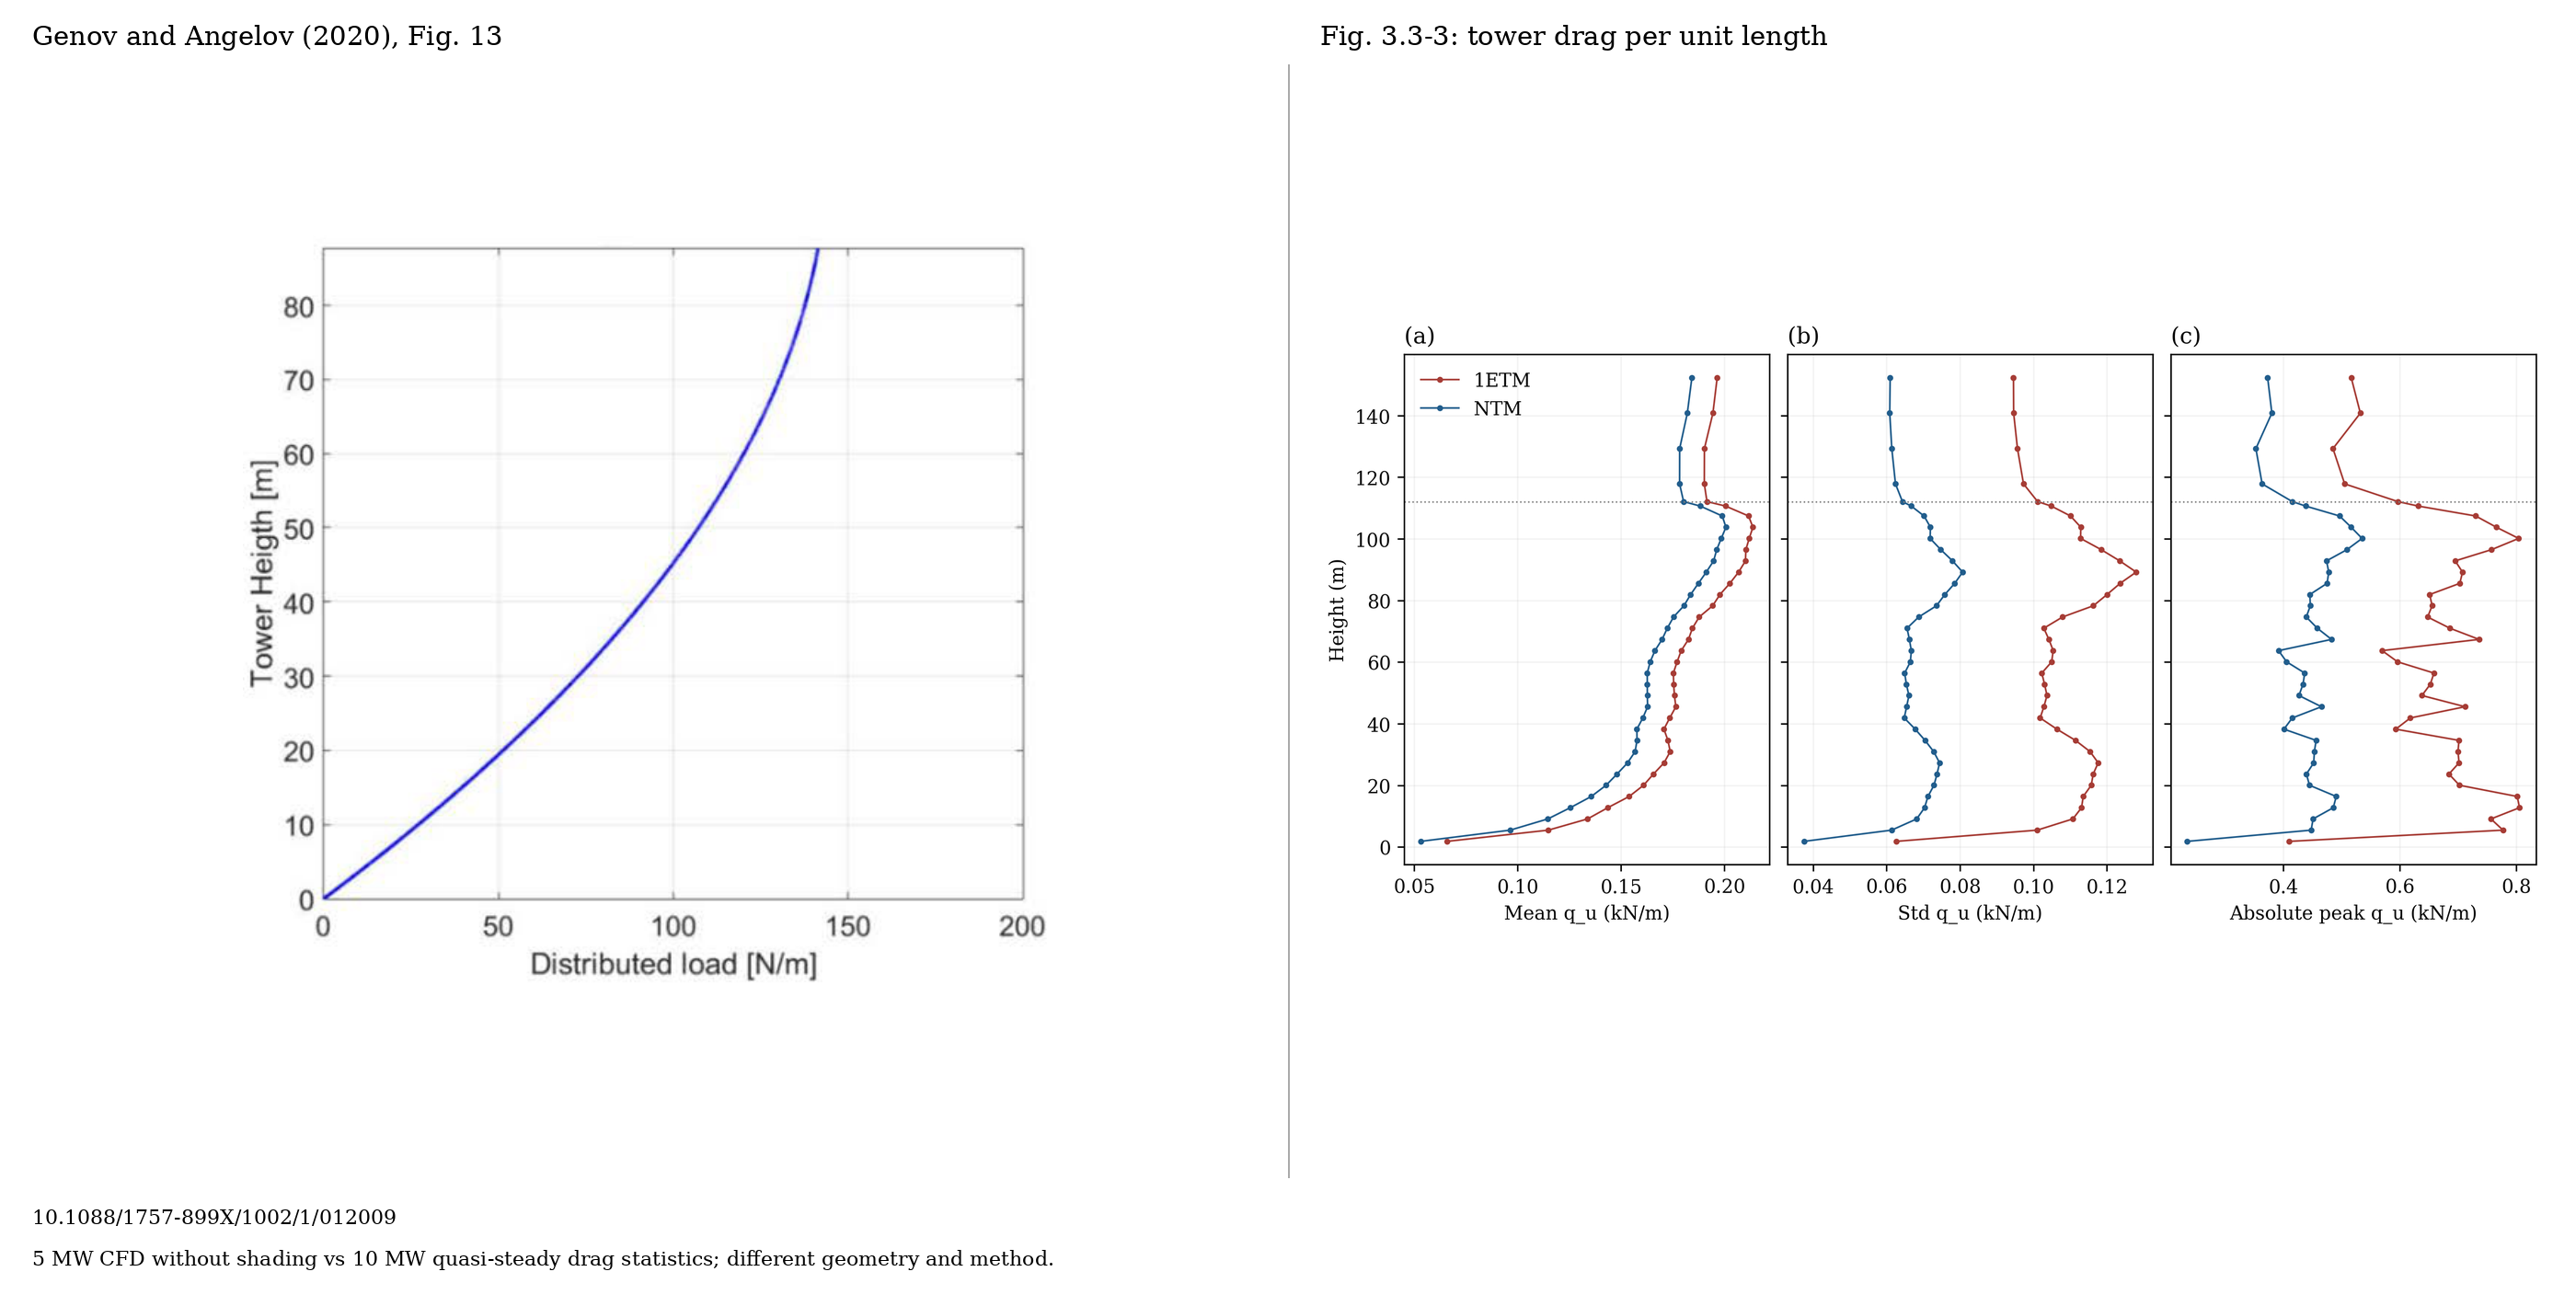 Genov and Angelov (2020), Fig. 13
80
70
60
50
40
30
20
10
0
Tower Heigth [m]
0 50 100 150 200
Distributed load [N/m]
Fig. 3.3-3: tower drag per unit length
(a) (b) (c)
1ETM
NTM
140
120
100
80
60
40
20
0
Height (m)
0.05 0.10 0.15 0.20
Mean q_u (kN/m)
0.04 0.06 0.08 0.10 0.12
Std q_u (kN/m)
0.4 0.6 0.8
Absolute peak q_u (kN/m)
10.1088/1757-899X/1002/1/012009
5 MW CFD without shading vs 10 MW quasi-steady drag statistics; different geometry and method.